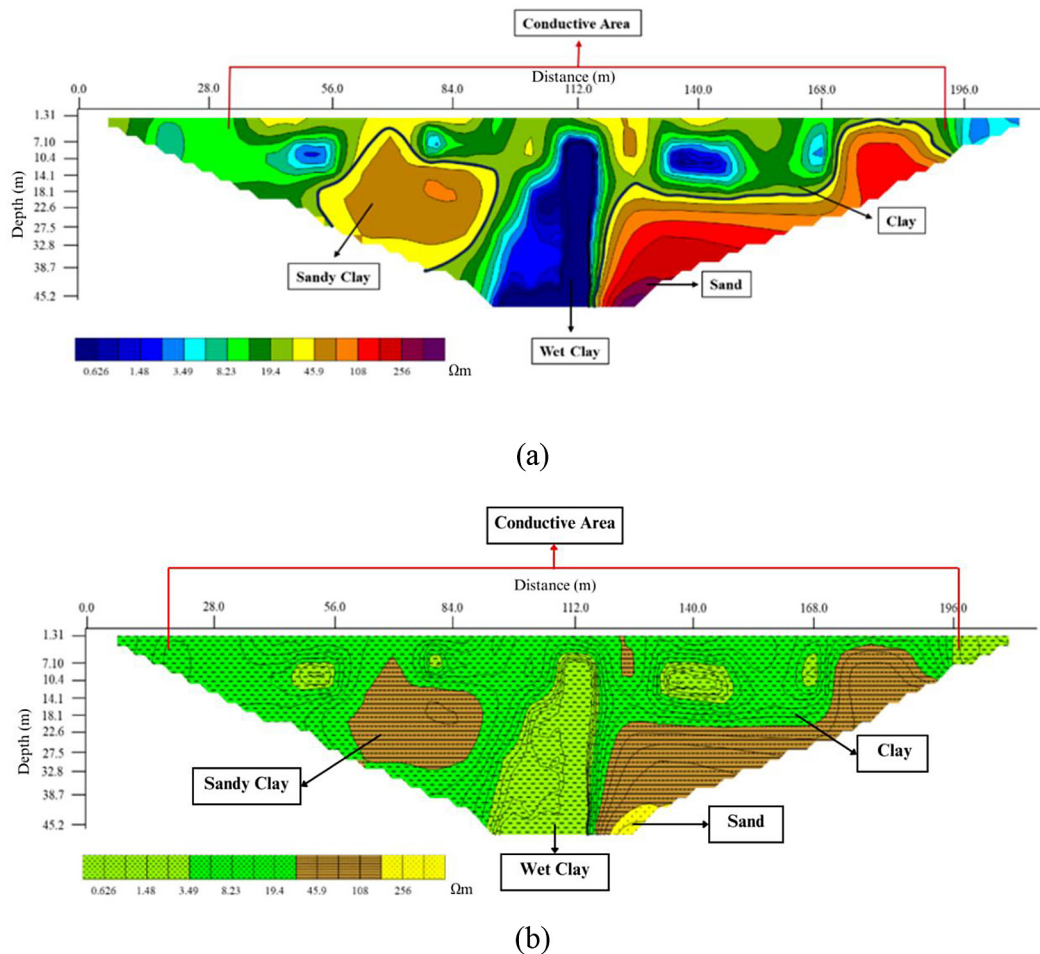 Conductive Area
Distance (m)
0.0 28.0 56.0 84.0 112.0 140.0 168.0 196.0
Depth (m)
1.31
7.10
10.4
14.1
18.1
22.6
27.5
32.8
38.7
45.2
Clay
Sandy Clay
Sand
Wet Clay
0.626 1.48 3.49 8.23 19.4 45.9 108 256 Ωm
(a)
Conductive Area
Distance (m)
0.0 28.0 56.0 84.0 112.0 140.0 168.0 196.0
Depth (m)
1.31
7.10
10.4
14.1
18.1
22.6
27.5
32.8
38.7
45.2
Clay
Sandy Clay
Sand
Wet Clay
0.626 1.48 3.49 8.23 19.4 45.9 108 256 Ωm
(b)